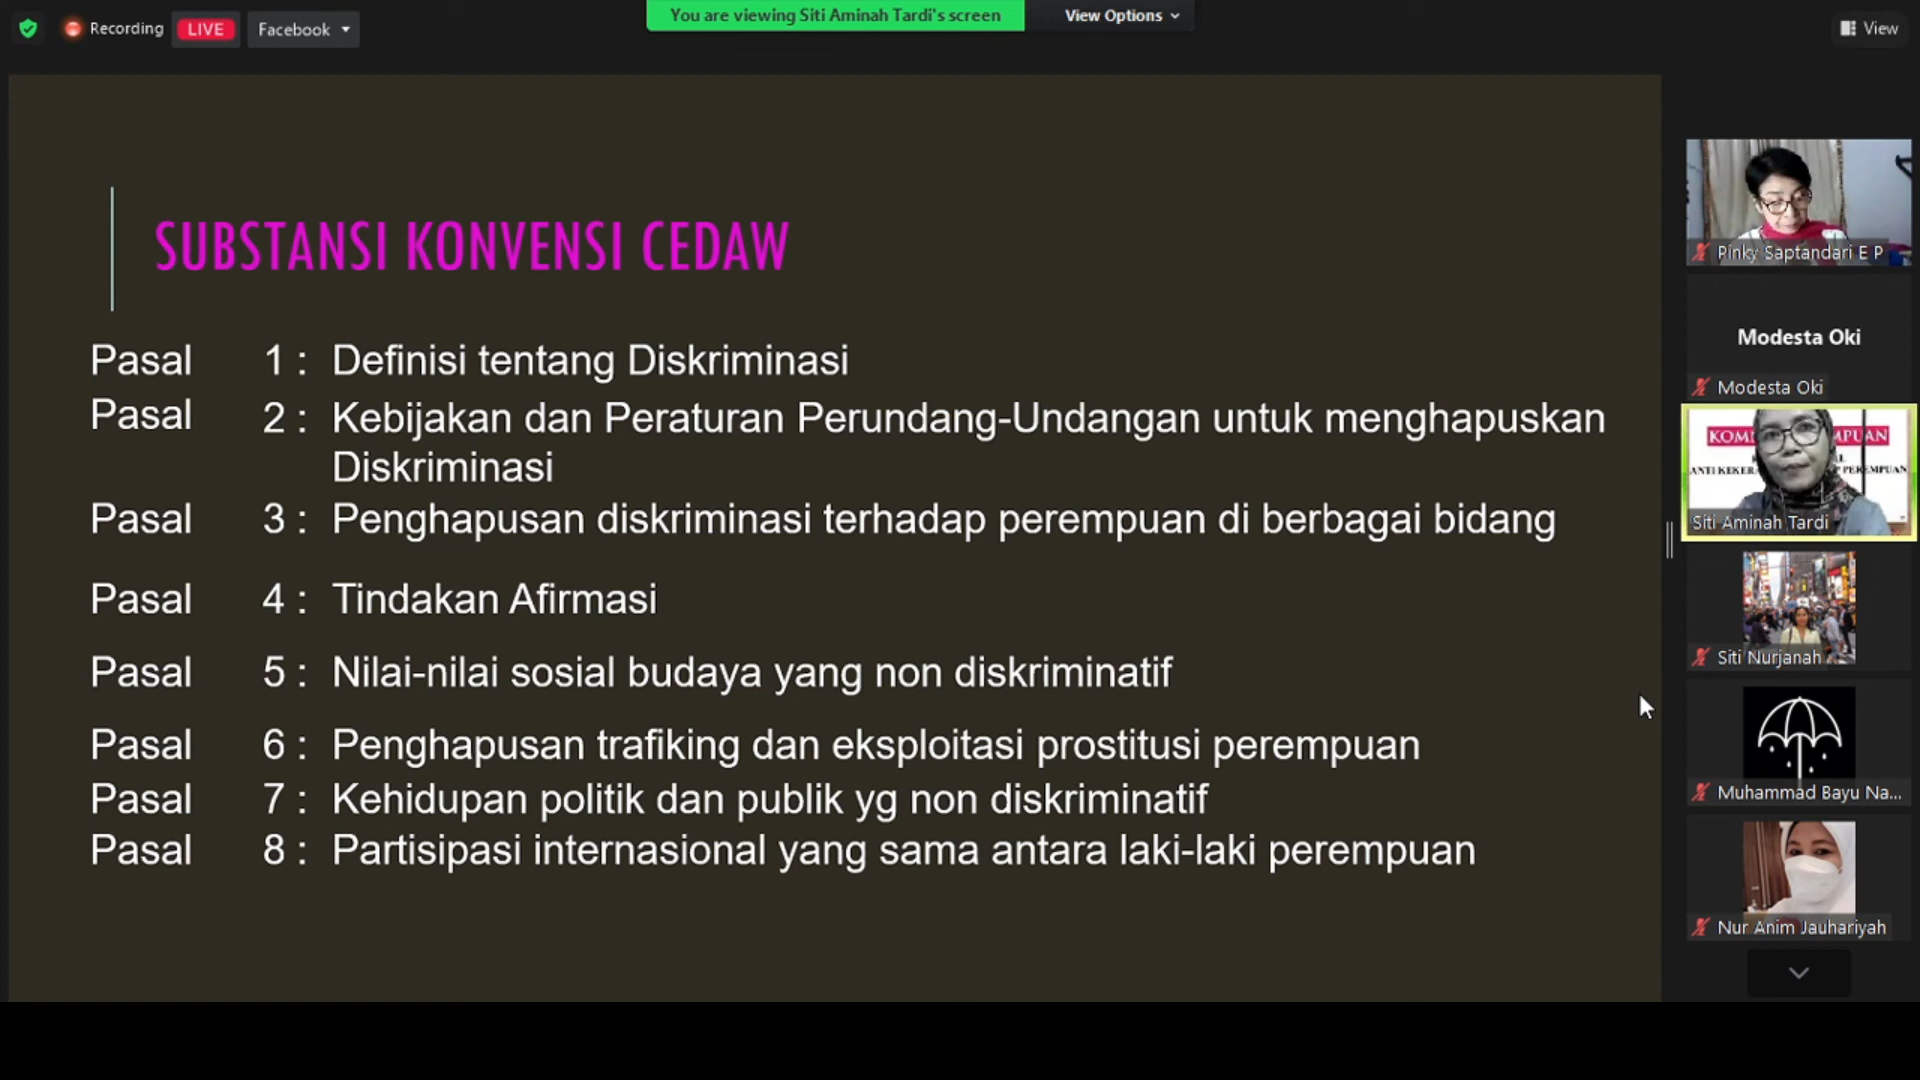 Recording
LIVE
Facebook
You are viewing Siti Aminah Tardi's screen
View Options
View
SUBSTANSI KONVENSI CEDAW
Pasal 1 : Definisi tentang Diskriminasi
Pasal 2 : Kebijakan dan Peraturan Perundang-Undangan untuk menghapuskan
Diskriminasi
Pasal 3 : Penghapusan diskriminasi terhadap perempuan di berbagai bidang
Pasal 4 : Tindakan Afirmasi
Pasal 5 : Nilai-nilai sosial budaya yang non diskriminatif
Pasal 6 : Penghapusan trafiking dan eksploitasi prostitusi perempuan
Pasal 7 : Kehidupan politik dan publik yg non diskriminatif
Pasal 8 : Partisipasi internasional yang sama antara laki-laki perempuan
Pinky Saptandari E P
Modesta Oki
Modesta Oki
Siti Aminah Tardi
Siti Nurjanah
Muhammad Bayu Na...
Nur Anim Jauhariyah